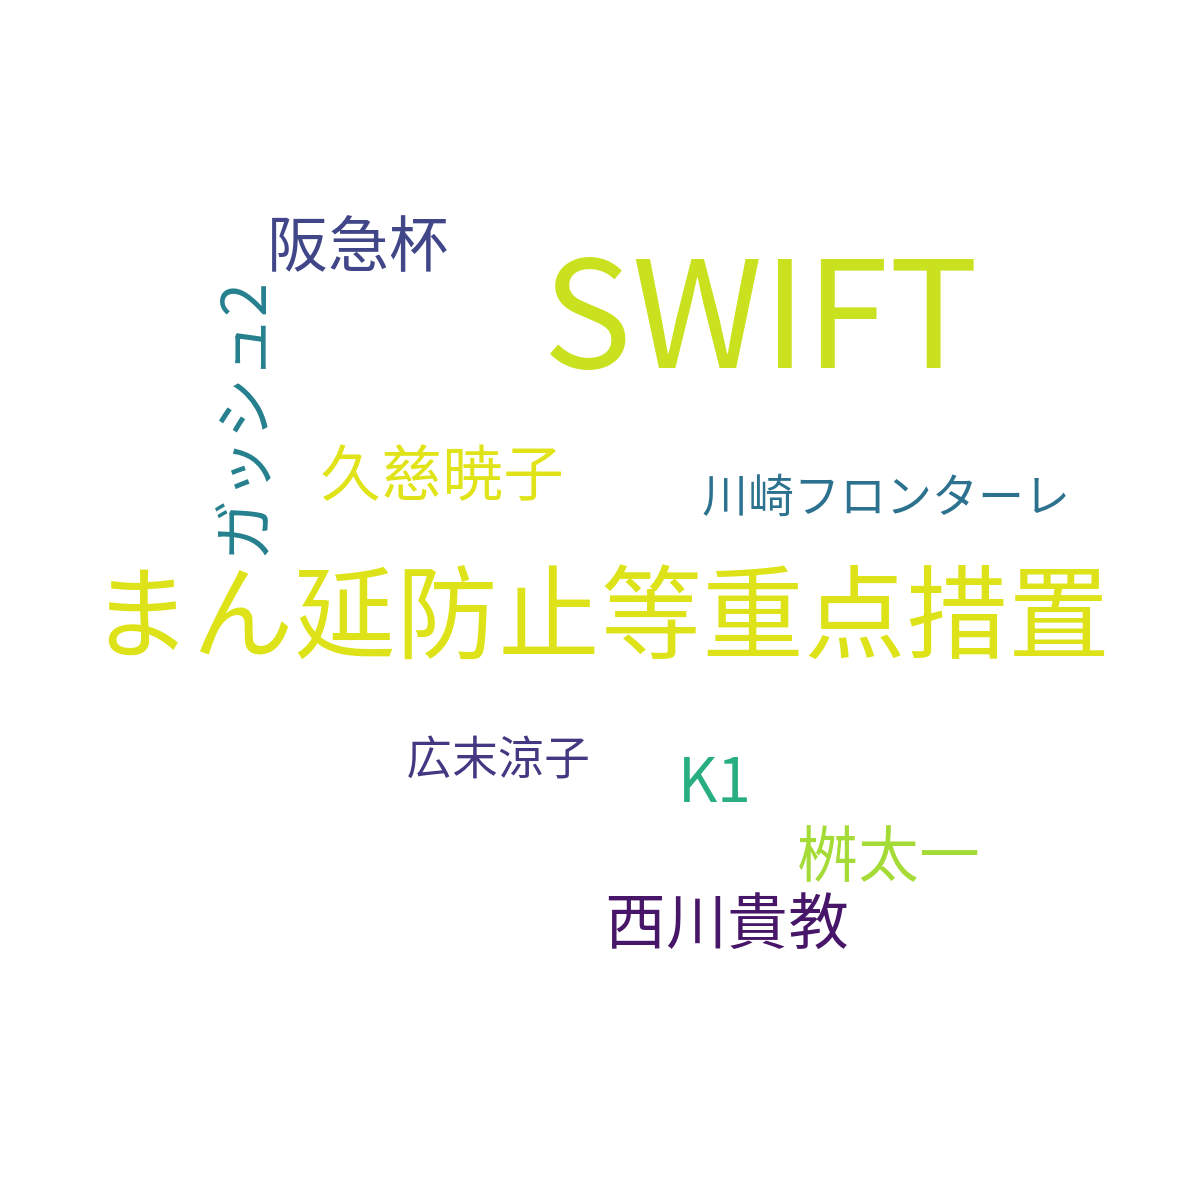 阪急杯
SWIFT
ガッシュ2
久慈暁子
川崎フロンターレ
まん延防止等重点措置
広末涼子
K1
桝太一
西川貴教